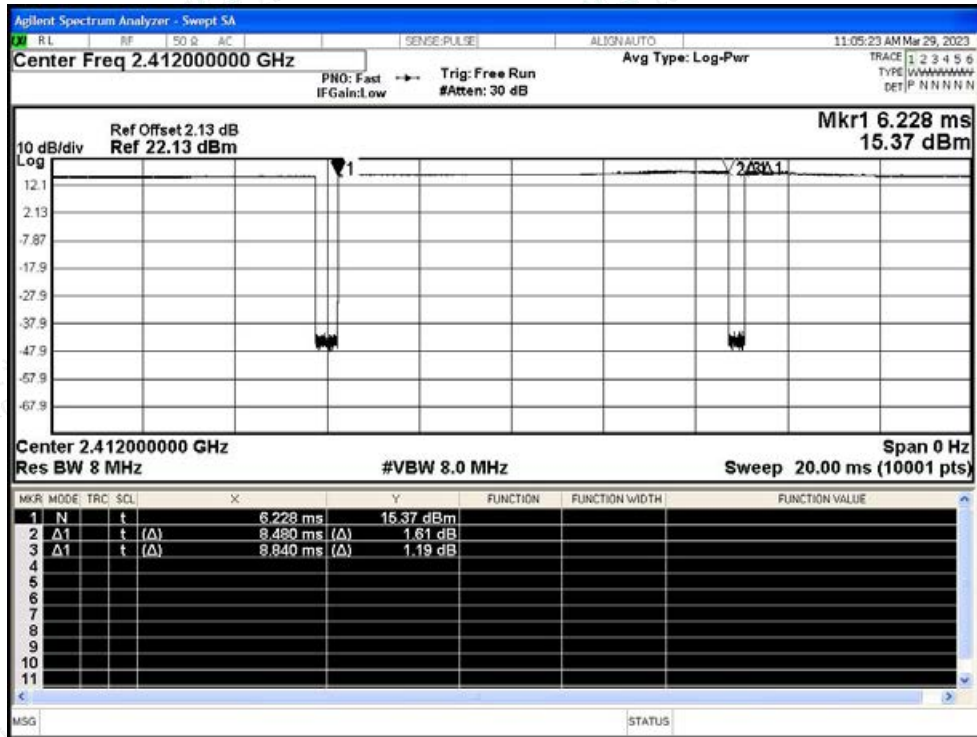 Agilent Spectrum Analyzer - Swept SA
RL RF 50 Ω AC SENSE:PULSE ALIGNAUTO 11:05:23 AM Mar 29, 2023
Center Freq 2.412000000 GHz Avg Type: Log-Pwr TRACE 1 2 3 4 5 6
PNO: Fast Trig: Free Run TYPE WWWWWW
IFGain:Low #Atten: 30 dB DET P N N N N N
Mkr1 6.228 ms
15.37 dBm
Ref Offset 2.13 dB
10 dB/div Ref 22.13 dBm
Log
1 2Δ1 3Δ1
12.1
2.13
-7.87
-17.9
-27.9
-37.9
-47.9
-57.9
-67.9
Center 2.412000000 GHz Span 0 Hz
Res BW 8 MHz #VBW 8.0 MHz Sweep 20.00 ms (10001 pts)
MKR MODE TRC SCL X Y FUNCTION FUNCTION WIDTH FUNCTION VALUE
1 N t 6.228 ms 15.37 dBm
2 Δ1 t (Δ) 8.480 ms (Δ) 1.61 dB
3 Δ1 t (Δ) 8.840 ms (Δ) 1.19 dB
4
5
6
7
8
9
10
11
MSG STATUS